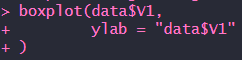 > boxplot(data$V1,
+         ylab = "data$V1"
+ )